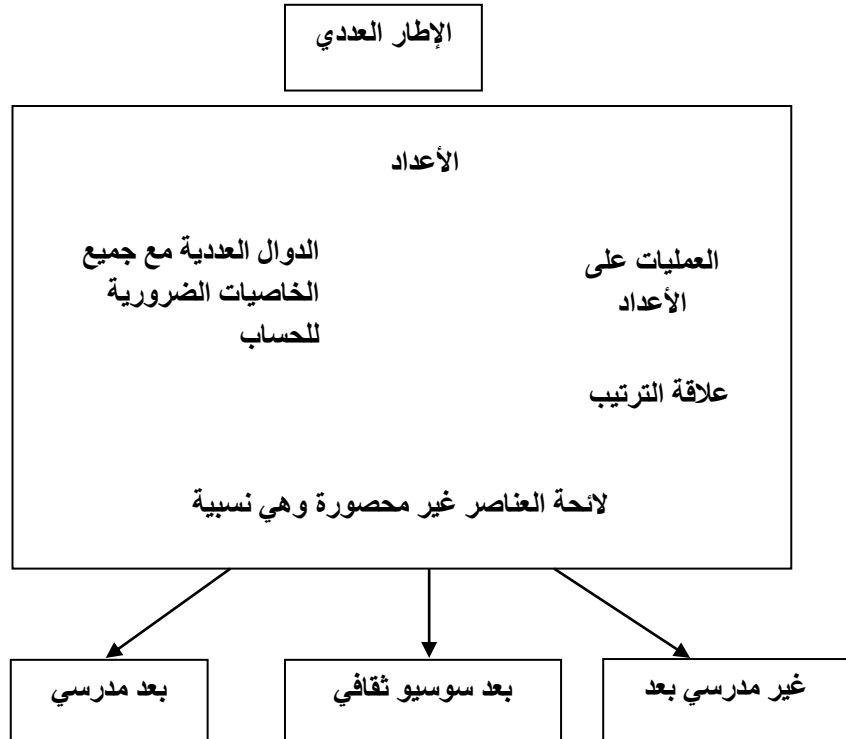 الإطار العددي
الأعداد
العمليات على
الأعداد
علاقة الترتيب
الدوال العددية مع جميع
الخاصيات الضرورية
للحساب
لائحة العناصر غير محصورة وهي نسبية
غير مدرسي بعد
بعد سوسيو ثقافي
بعد مدرسي